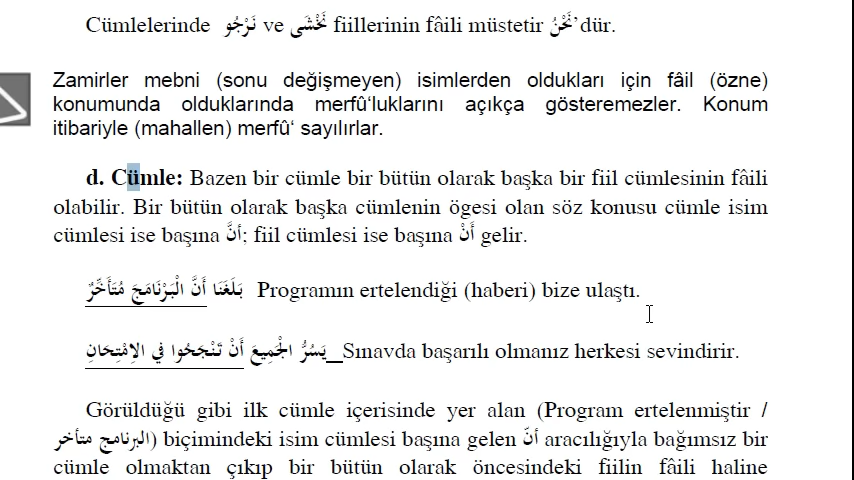 Cümlelerinde نَرْجُو ve نَخْشَى fiillerinin fâili müstetir نَحْنُ'dür.
Zamirler mebni (sonu değişmeyen) isimlerden oldukları için fâil (özne)
konumunda olduklarında merfû‘luklarını açıkça gösteremezler. Konum
itibariyle (mahallen) merfû‘ sayılırlar.
d. Cümle: Bazen bir cümle bir bütün olarak başka bir fiil cümlesinin fâili
olabilir. Bir bütün olarak başka cümlenin ögesi olan söz konusu cümle isim
cümlesi ise başına أنَّ; fiil cümlesi ise başına أنْ gelir.
بَلَغَنَا أَنَّ الْبَرْنَامَجَ مُتَأَخِّرٌ Programın ertelendiği (haberi) bize ulaştı.
يَسُرُّ الْجَمِيعَ أَنْ تَنْجَحُوا فِي الاِمْتِحَانِ Sınavda başarılı olmanız herkesi sevindirir.
Görüldüğü gibi ilk cümle içerisinde yer alan (Program ertelenmiştir /
البرنامج متأخر) biçimindeki isim cümlesi başına gelen أنّ aracılığıyla bağımsız bir
cümle olmaktan çıkıp bir bütün olarak öncesindeki fiilin fâili haline